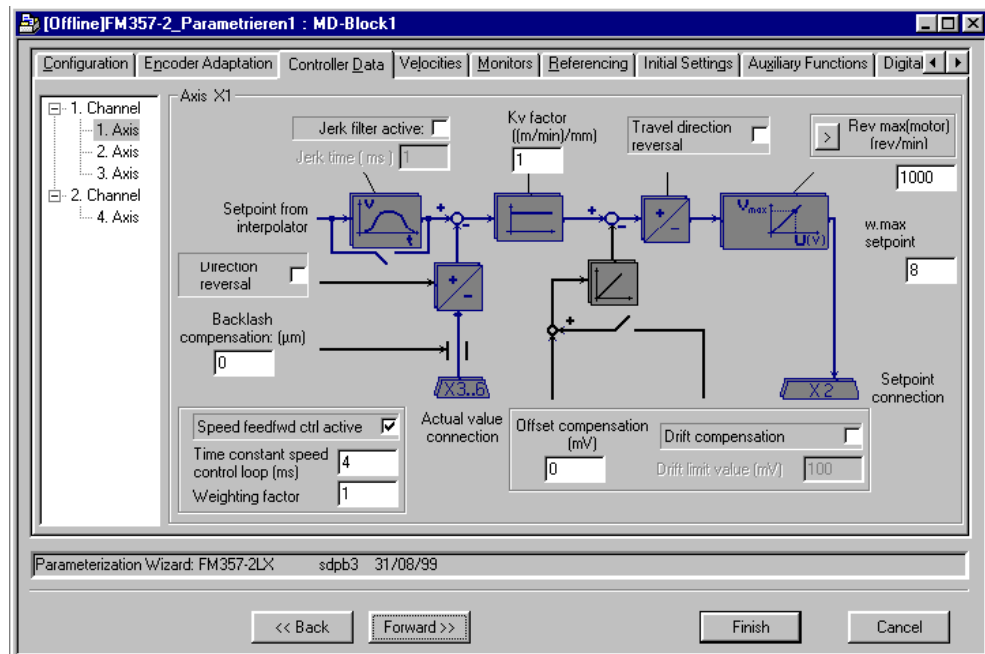 [Offline]FM357-2_Parametrieren1 : MD-Block1
Configuration
Encoder Adaptation
Controller Data
Velocities
Monitors
Referencing
Initial Settings
Auxiliary Functions
Digital
1. Channel
1. Axis
2. Axis
3. Axis
2. Channel
4. Axis
Axis X1
Jerk filter active:
Jerk time ( ms )
1
Kv factor
((m/min)/mm)
1
Travel direction
reversal
>
Rev max(motor)
(rev/min)
1000
Setpoint from
interpolator
V
t
+
-
+
-
+
-
Vmax
U(V)
w.max
setpoint
8
Direction
reversal
+
-
+
Backlash
compensation: (µm)
0
X3..6
X2
Setpoint
connection
Actual value
connection
Speed feedfwd ctrl active
Time constant speed
control loop (ms)
4
Weighting factor
1
Offset compensation
(mV)
0
Drift compensation
Drift limit value (mV)
100
Parameterization Wizard: FM357-2LX sdpb3 31/08/99
<< Back
Forward >>
Finish
Cancel